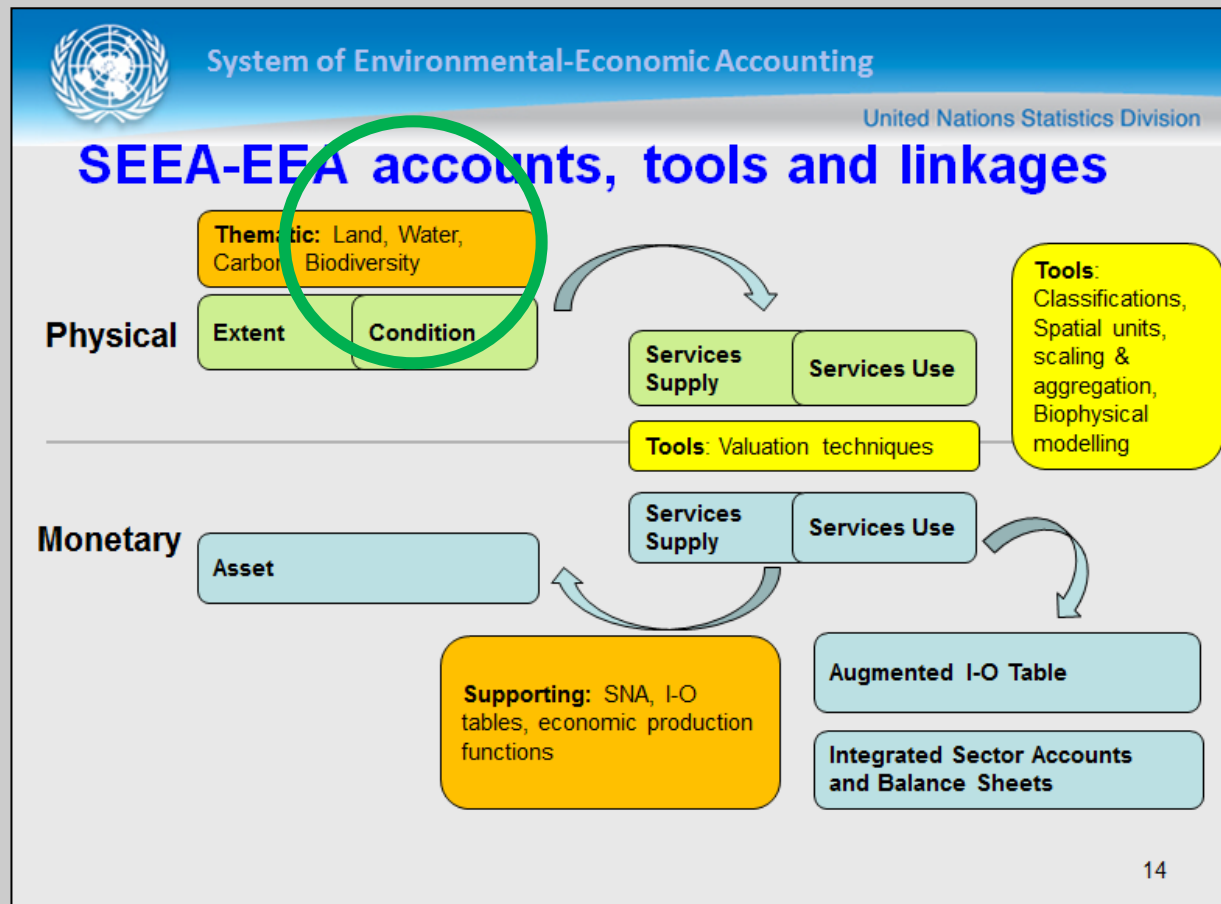 System of Environmental-Economic Accounting
United Nations Statistics Division
SEEA-EEA accounts, tools and linkages
Thematic: Land, Water,
Carbon, Biodiversity
Physical
Extent
Condition
Services
Supply
Services Use
Tools:
Classifications,
Spatial units,
scaling &
aggregation,
Biophysical
modelling
Tools: Valuation techniques
Monetary
Asset
Services
Supply
Services Use
Supporting: SNA, I-O
tables, economic production
functions
Augmented I-O Table
Integrated Sector Accounts
and Balance Sheets
14